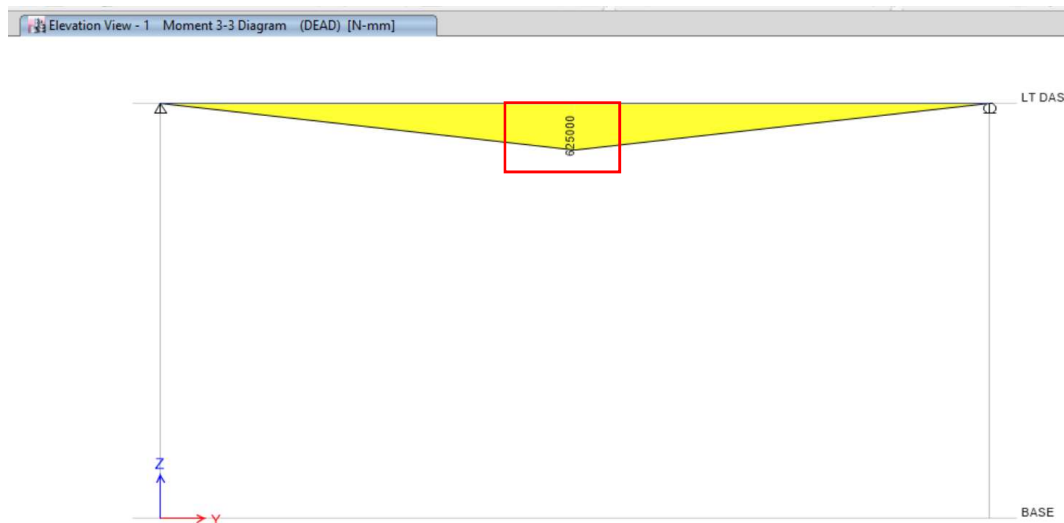 Elevation View - 1 Moment 3-3 Diagram (DEAD) [N-mm]
LT DAS
625000
Z
Y
BASE